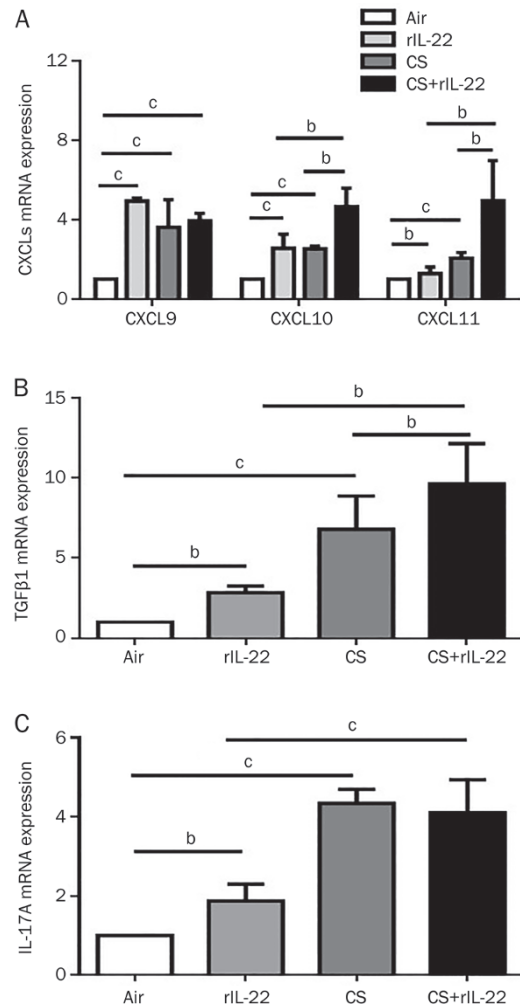 A
Air
rIL-22
CS
CS+rIL-22
CXCLs mRNA expression
12
8
4
0
c
c
c
b
b
c
c
b
b
c
b
CXCL9
CXCL10
CXCL11
B
TGFβ1 mRNA expression
15
10
5
0
b
b
c
b
Air
rIL-22
CS
CS+rIL-22
C
IL-17A mRNA expression
6
4
2
0
c
c
b
Air
rIL-22
CS
CS+rIL-22